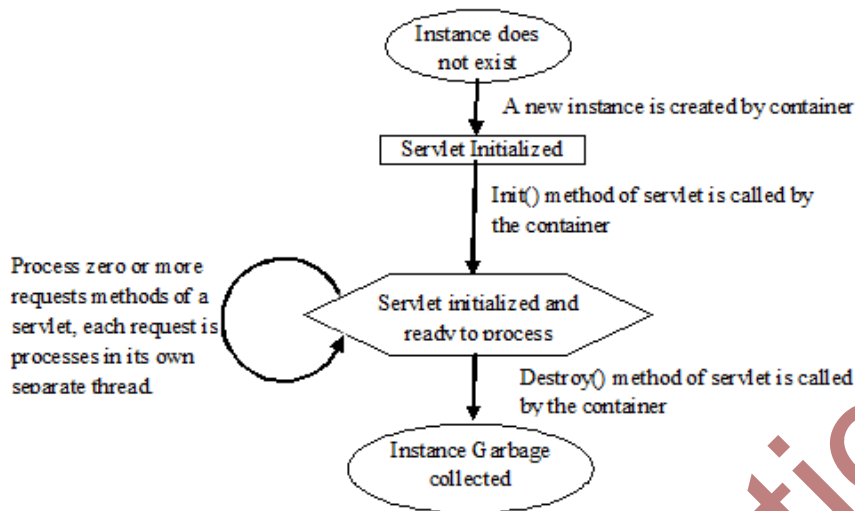 Instance does
not exist
A new instance is created by container
Servlet Initialized
Init() method of servlet is called by
the container
Process zero or more
requests methods of a
servlet, each request is
processes in its own
separate thread.
Servlet initialized and
ready to process
Destroy() method of servlet is called
by the container
Instance Garbage
collected